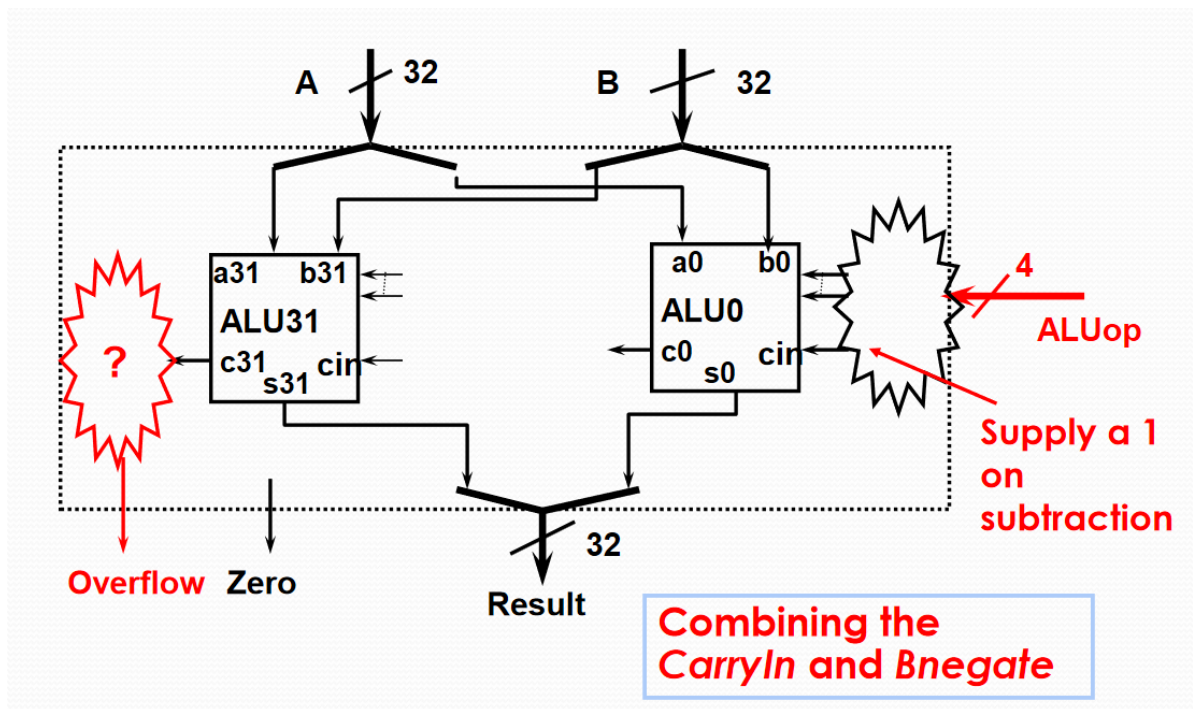 A
32
B
32
a31 b31
ALU31
c31 cin
s31
a0 b0
ALU0
c0 cin
s0
4
ALUop
?
Supply a 1
on
subtraction
32
Overflow Zero
Result
Combining the
CarryIn and Bnegate